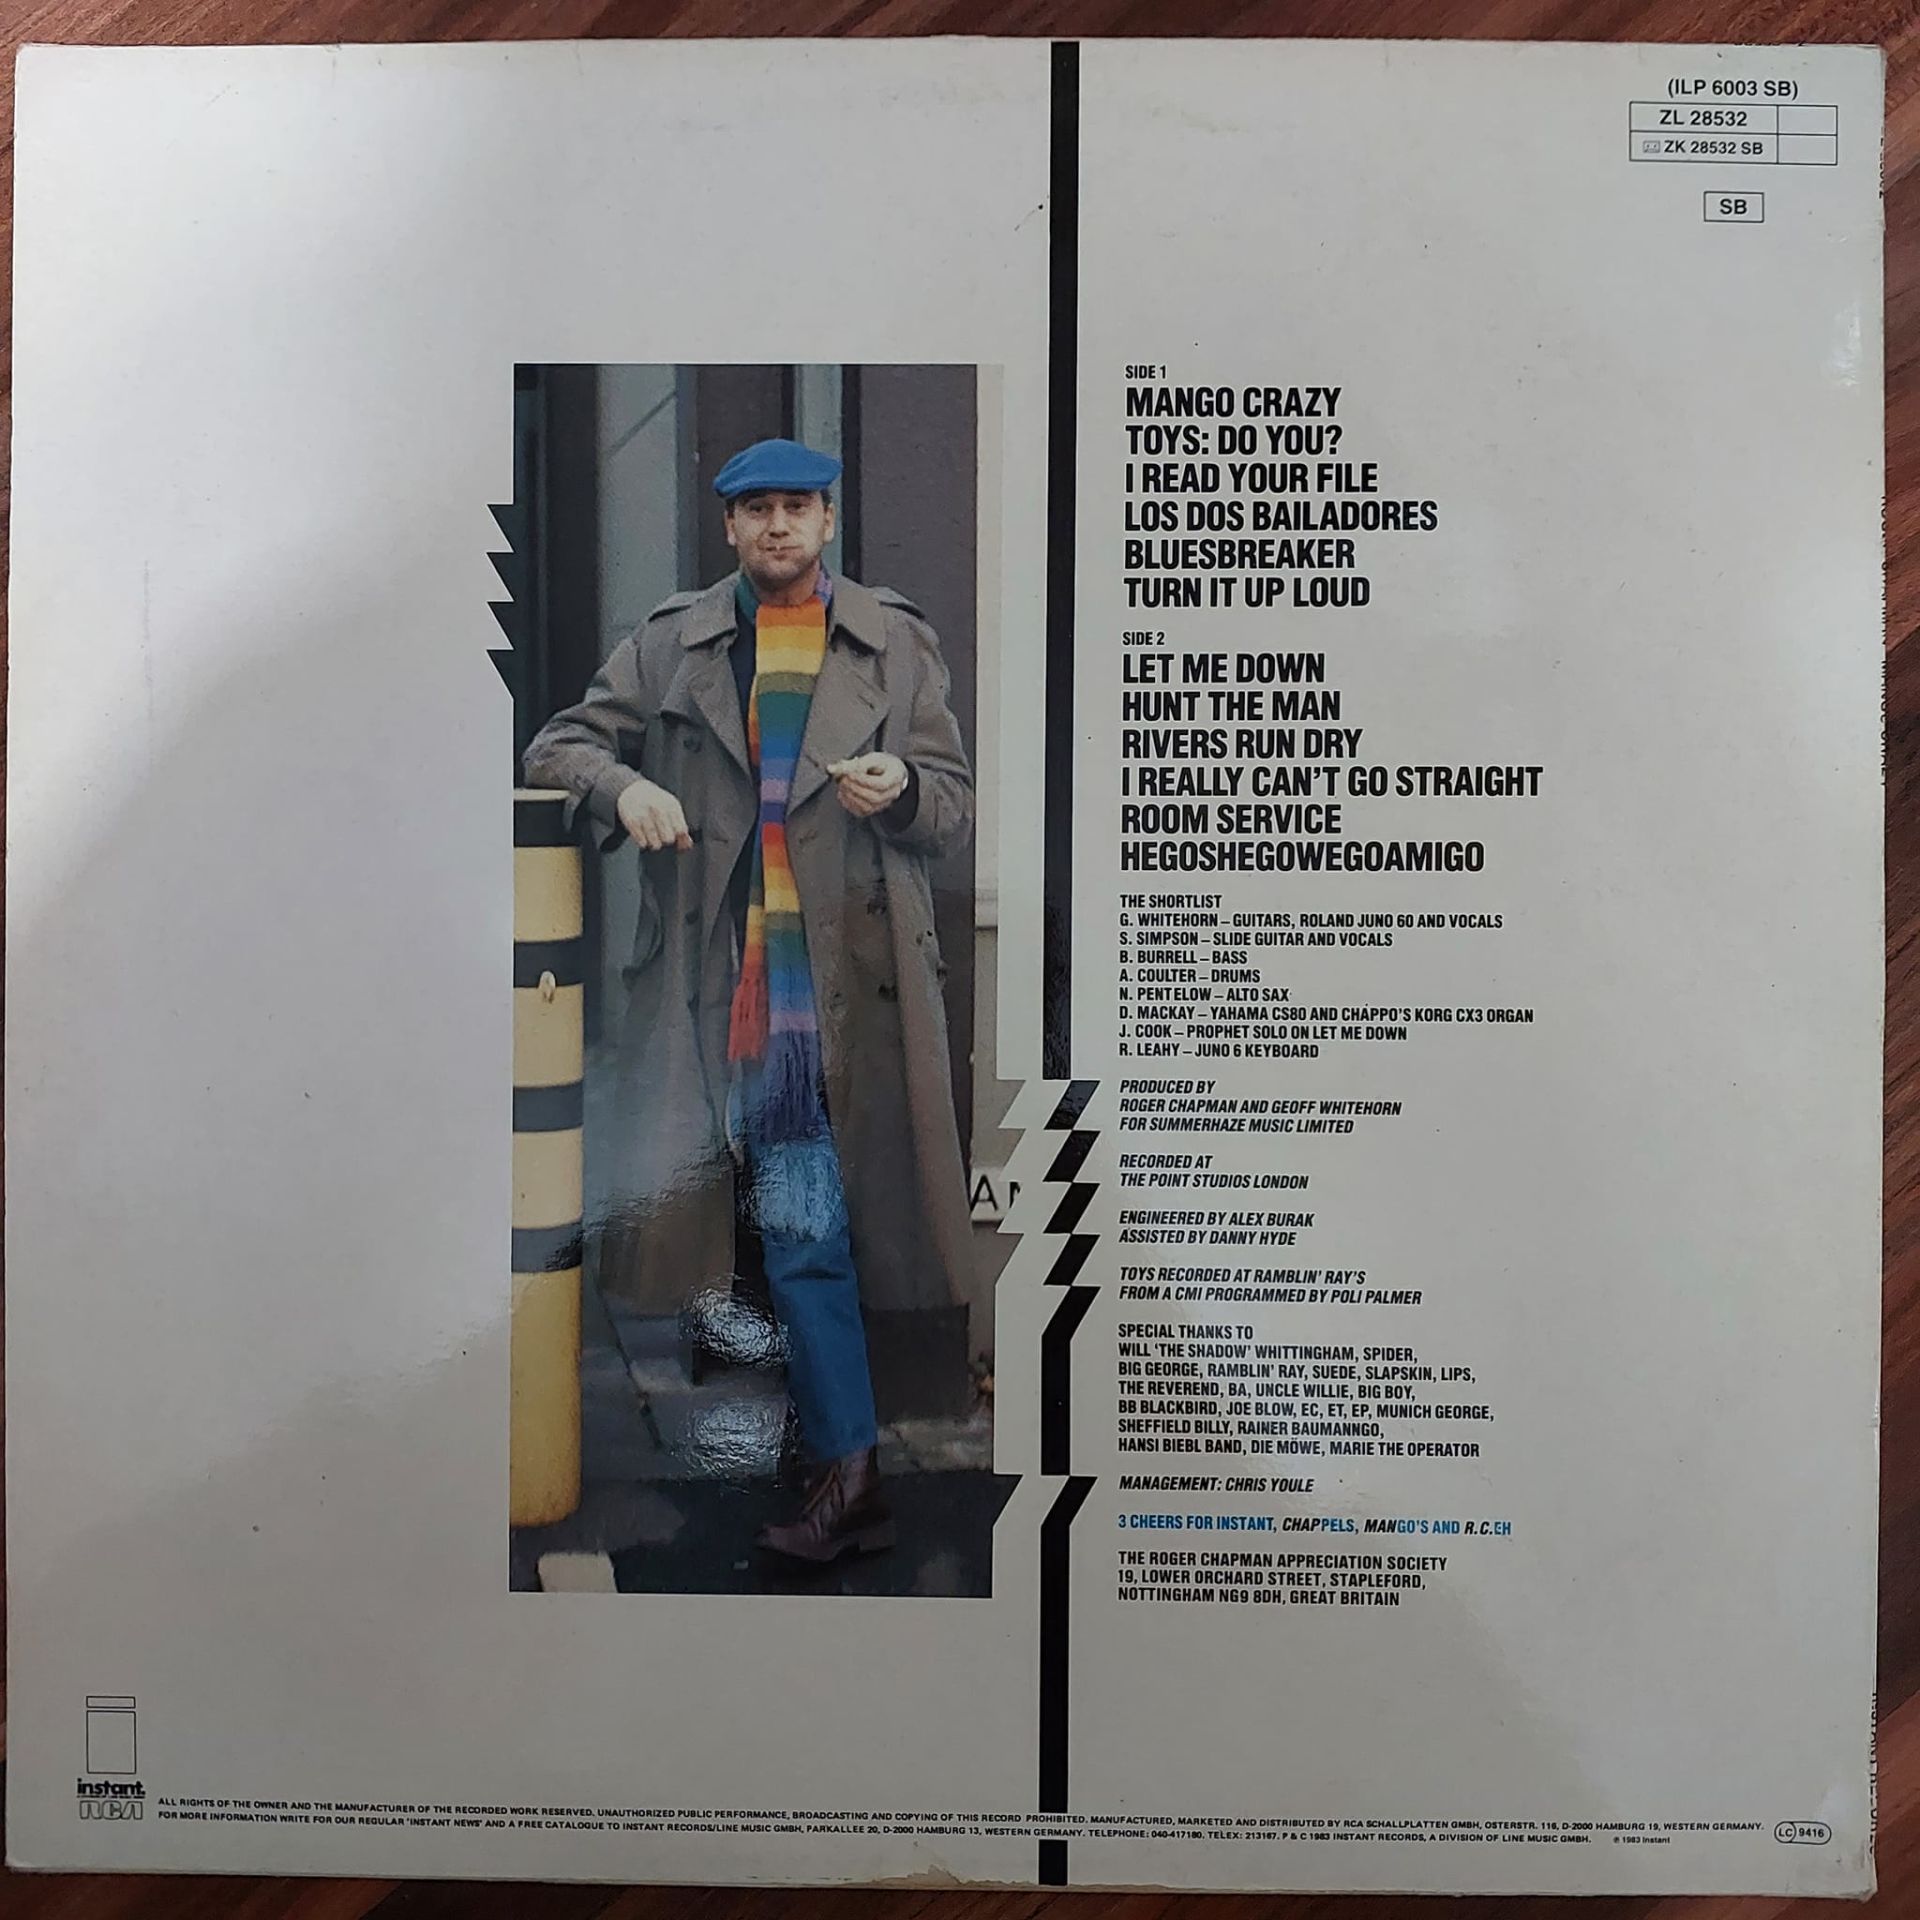 (ILP 6003 SB)
ZL 28532
ZK 28532 SB
SB
SIDE 1
MANGO CRAZY
TOYS: DO YOU?
I READ YOUR FILE
LOS DOS BAILADORES
BLUESBREAKER
TURN IT UP LOUD
SIDE 2
LET ME DOWN
HUNT THE MAN
RIVERS RUN DRY
I REALLY CAN'T GO STRAIGHT
ROOM SERVICE
HEGOSHEGOWEGOAMIGO
THE SHORTLIST
G. WHITEHORN – GUITARS, ROLAND JUNO 60 AND VOCALS
S. SIMPSON – SLIDE GUITAR AND VOCALS
B. BURRELL – BASS
A. COULTER – DRUMS
N. PENTELOW – ALTO SAX
D. MACKAY – YAHAMA CS80 AND CHAPPO'S KORG CX3 ORGAN
J. COOK – PROPHET SOLO ON LET ME DOWN
R. LEAHY – JUNO 6 KEYBOARD
PRODUCED BY
ROGER CHAPMAN AND GEOFF WHITEHORN
FOR SUMMERHAZE MUSIC LIMITED
RECORDED AT
THE POINT STUDIOS LONDON
ENGINEERED BY ALEX BURAK
ASSISTED BY DANNY HYDE
TOYS RECORDED AT RAMBLIN' RAY'S
FROM A CMI PROGRAMMED BY POLI PALMER
SPECIAL THANKS TO
WILL 'THE SHADOW' WHITTINGHAM, SPIDER,
BIG GEORGE, RAMBLIN' RAY, SUEDE, SLAPSKIN, LIPS,
THE REVEREND, BA, UNCLE WILLIE, BIG BOY,
BB BLACKBIRD, JOE BLOW, EC, ET, EP, MUNICH GEORGE,
SHEFFIELD BILLY, RAINER BAUMANNGO,
HANSI BIEBL BAND, DIE MÖWE, MARIE THE OPERATOR
MANAGEMENT: CHRIS YOULE
3 CHEERS FOR INSTANT, CHAPPELS, MANGO'S AND R.C.EH
THE ROGER CHAPMAN APPRECIATION SOCIETY
19, LOWER ORCHARD STREET, STAPLEFORD,
NOTTINGHAM NG9 8DH, GREAT BRITAIN
instant.
RCA
ALL RIGHTS OF THE OWNER AND THE MANUFACTURER OF THE RECORDED WORK RESERVED. UNAUTHORIZED PUBLIC PERFORMANCE, BROADCASTING AND COPYING OF THIS RECORD PROHIBITED. MANUFACTURED, MARKETED AND DISTRIBUTED BY RCA SCHALLPLATTEN GMBH, OSTERSTR. 116, D-2000 HAMBURG 19, WESTERN GERMANY.
FOR MORE INFORMATION WRITE FOR OUR REGULAR 'INSTANT NEWS' AND A FREE CATALOGUE TO INSTANT RECORDS/LINE MUSIC GMBH, PARKALLEE 20, D-2000 HAMBURG 13, WESTERN GERMANY. TELEPHONE: 040-417180. TELEX: 213167. P & C 1983 INSTANT RECORDS, A DIVISION OF LINE MUSIC GMBH. ℗ 1983 Instant
LC 9416